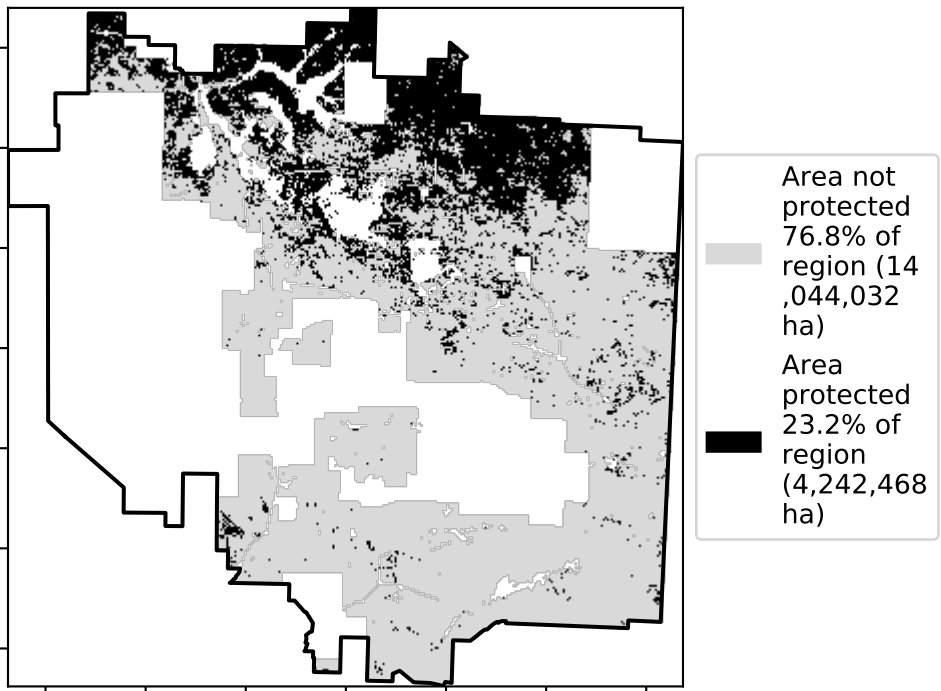 Area not
protected
76.8% of
region (14
,044,032
ha)
Area
protected
23.2% of
region
(4,242,468
ha)